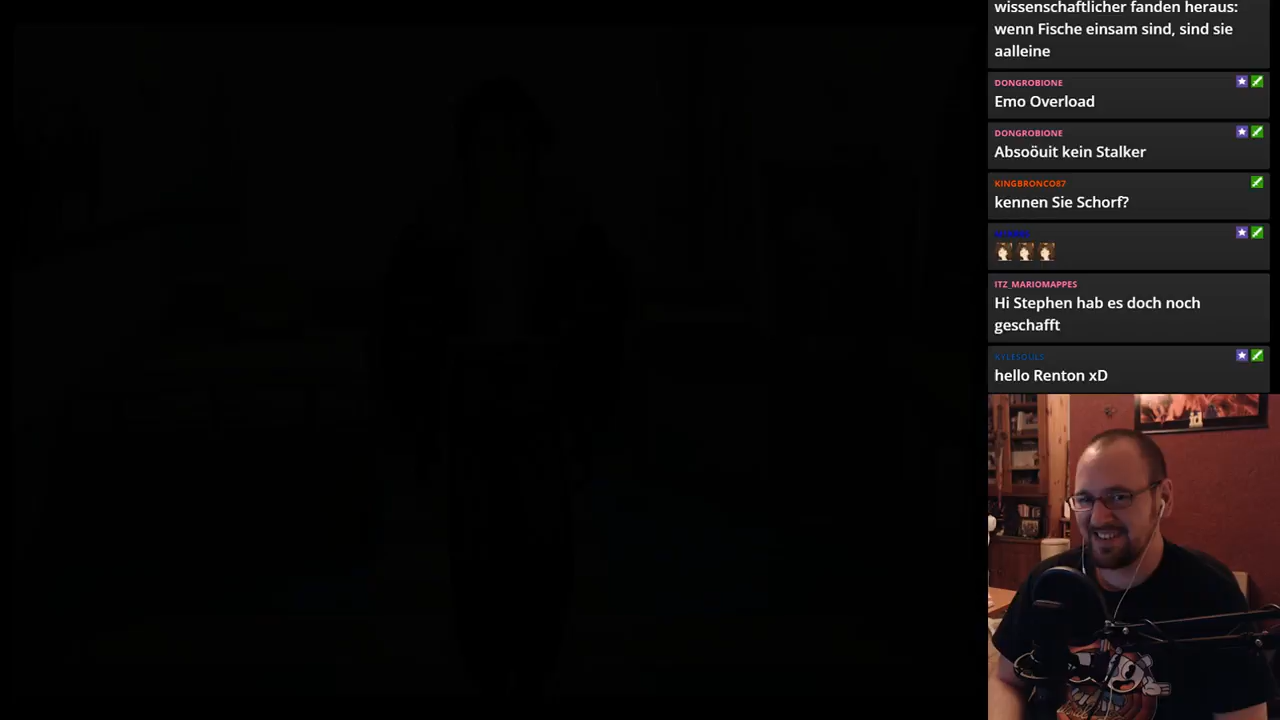 wissenschaftlicher fanden heraus:
wenn Fische einsam sind, sind sie
aalleine
DONGROBIONE
Emo Overload
DONGROBIONE
Absoöuit kein Stalker
KINGBRONCO87
kennen Sie Schorf?
ITZ_MARIOMAPPES
Hi Stephen hab es doch noch
geschafft
KYLESOULS
hello Renton xD